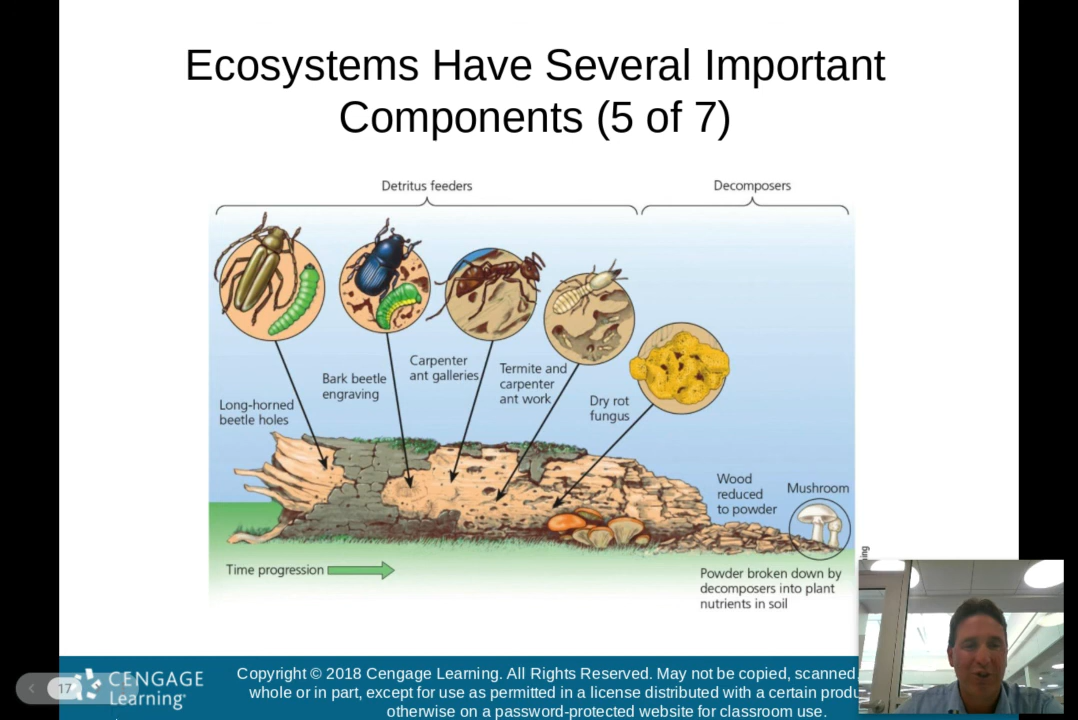 Ecosystems Have Several Important
Components (5 of 7)
Detritus feeders
Decomposers
Long-horned
beetle holes
Bark beetle
engraving
Carpenter
ant galleries
Termite and
carpenter
ant work
Dry rot
fungus
Wood
reduced
to powder
Mushroom
Time progression
Powder broken down by
decomposers into plant
nutrients in soil
17
CENGAGE
Learning
Copyright © 2018 Cengage Learning. All Rights Reserved. May not be copied, scanned,
whole or in part, except for use as permitted in a license distributed with a certain
otherwise on a password-protected website for classroom use.